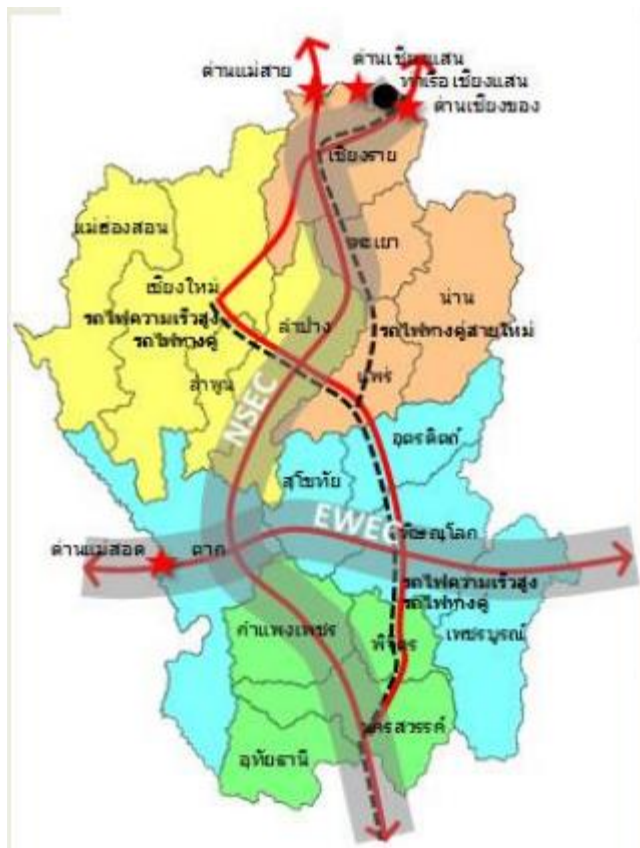 ด่านเชียงแสน
ด่านแม่สาย
ท่าเรือเชียงแสน
ด่านเชียงของ
เชียงราย
แม่ฮ่องสอน
พะเยา
เชียงใหม่
น่าน
รถไฟความเร็วสูง
รถไฟทางคู่
ลำปาง
รถไฟทางคู่สายใหม่
ลำพูน
แพร่
NSEC
อุตรดิตถ์
สุโขทัย
EWEC
พิษณุโลก
ด่านแม่สอด
ตาก
รถไฟความเร็วสูง
รถไฟทางคู่
กำแพงเพชร
พิจิตร
เพชรบูรณ์
นครสวรรค์
อุทัยธานี